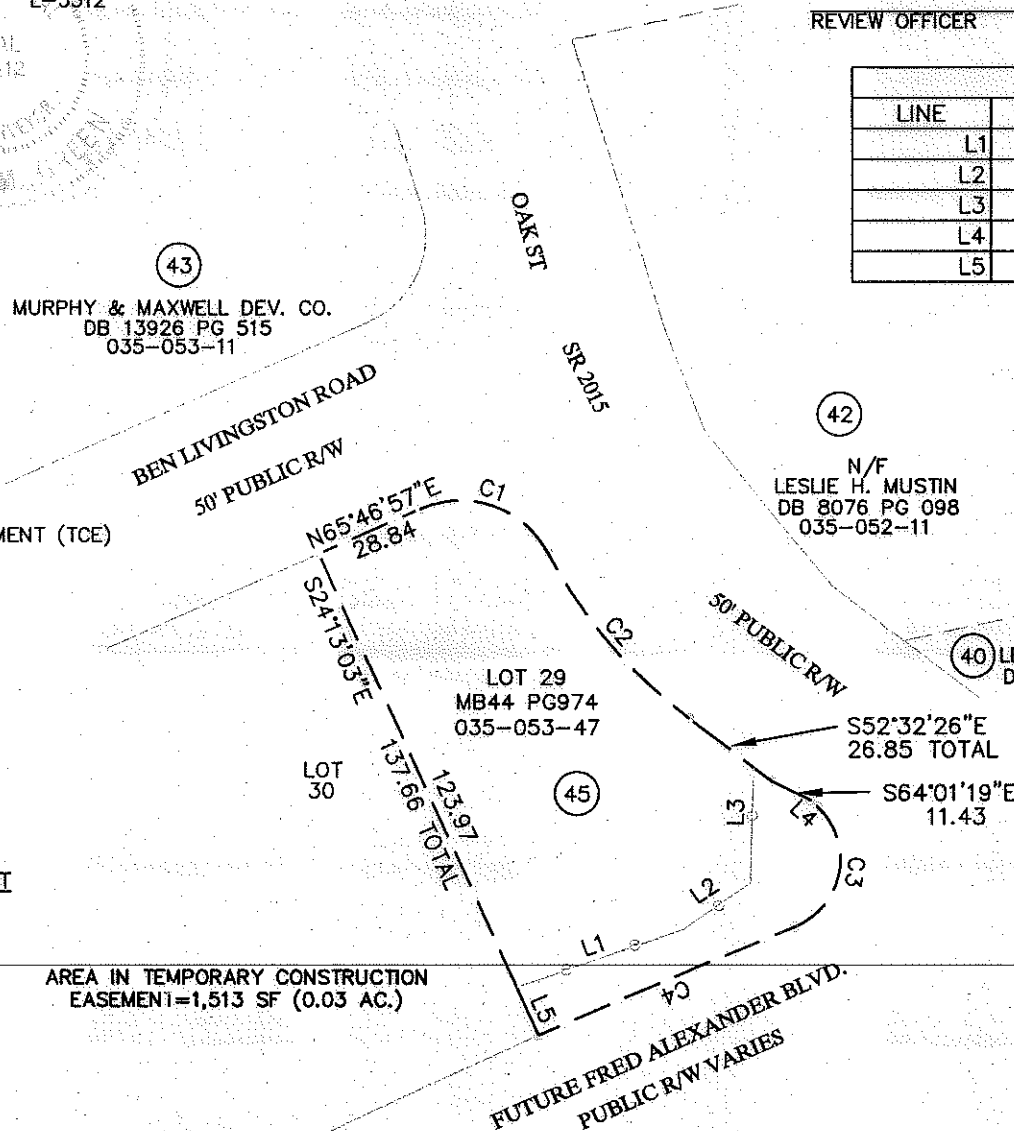 REVIEW OFFICER
LINE
L1
L2
L3
L4
L5
OAK ST
SR 2015
43
MURPHY & MAXWELL DEV. CO.
DB 13926 PG 515
035-053-11
BEN LIVINGSTON ROAD
50' PUBLIC R/W
42
N/F
LESLIE H. MUSTIN
DB 8076 PG 098
035-052-11
(TCE)
N65°46'57"E
28.84
C1
S24°13'03"E
C2
50' PUBLIC R/W
40
LOT 29
MB44 PG974
035-053-47
S52°32'26"E
26.85 TOTAL
LOT
30
123.97
137.66 TOTAL
45
S64°01'19"E
11.43
L3
L4
C3
L2
L1
AREA IN TEMPORARY CONSTRUCTION
EASEMENT=1,513 SF (0.03 AC.)
L5
C4
FUTURE FRED ALEXANDER BLVD.
PUBLIC R/W VARIES